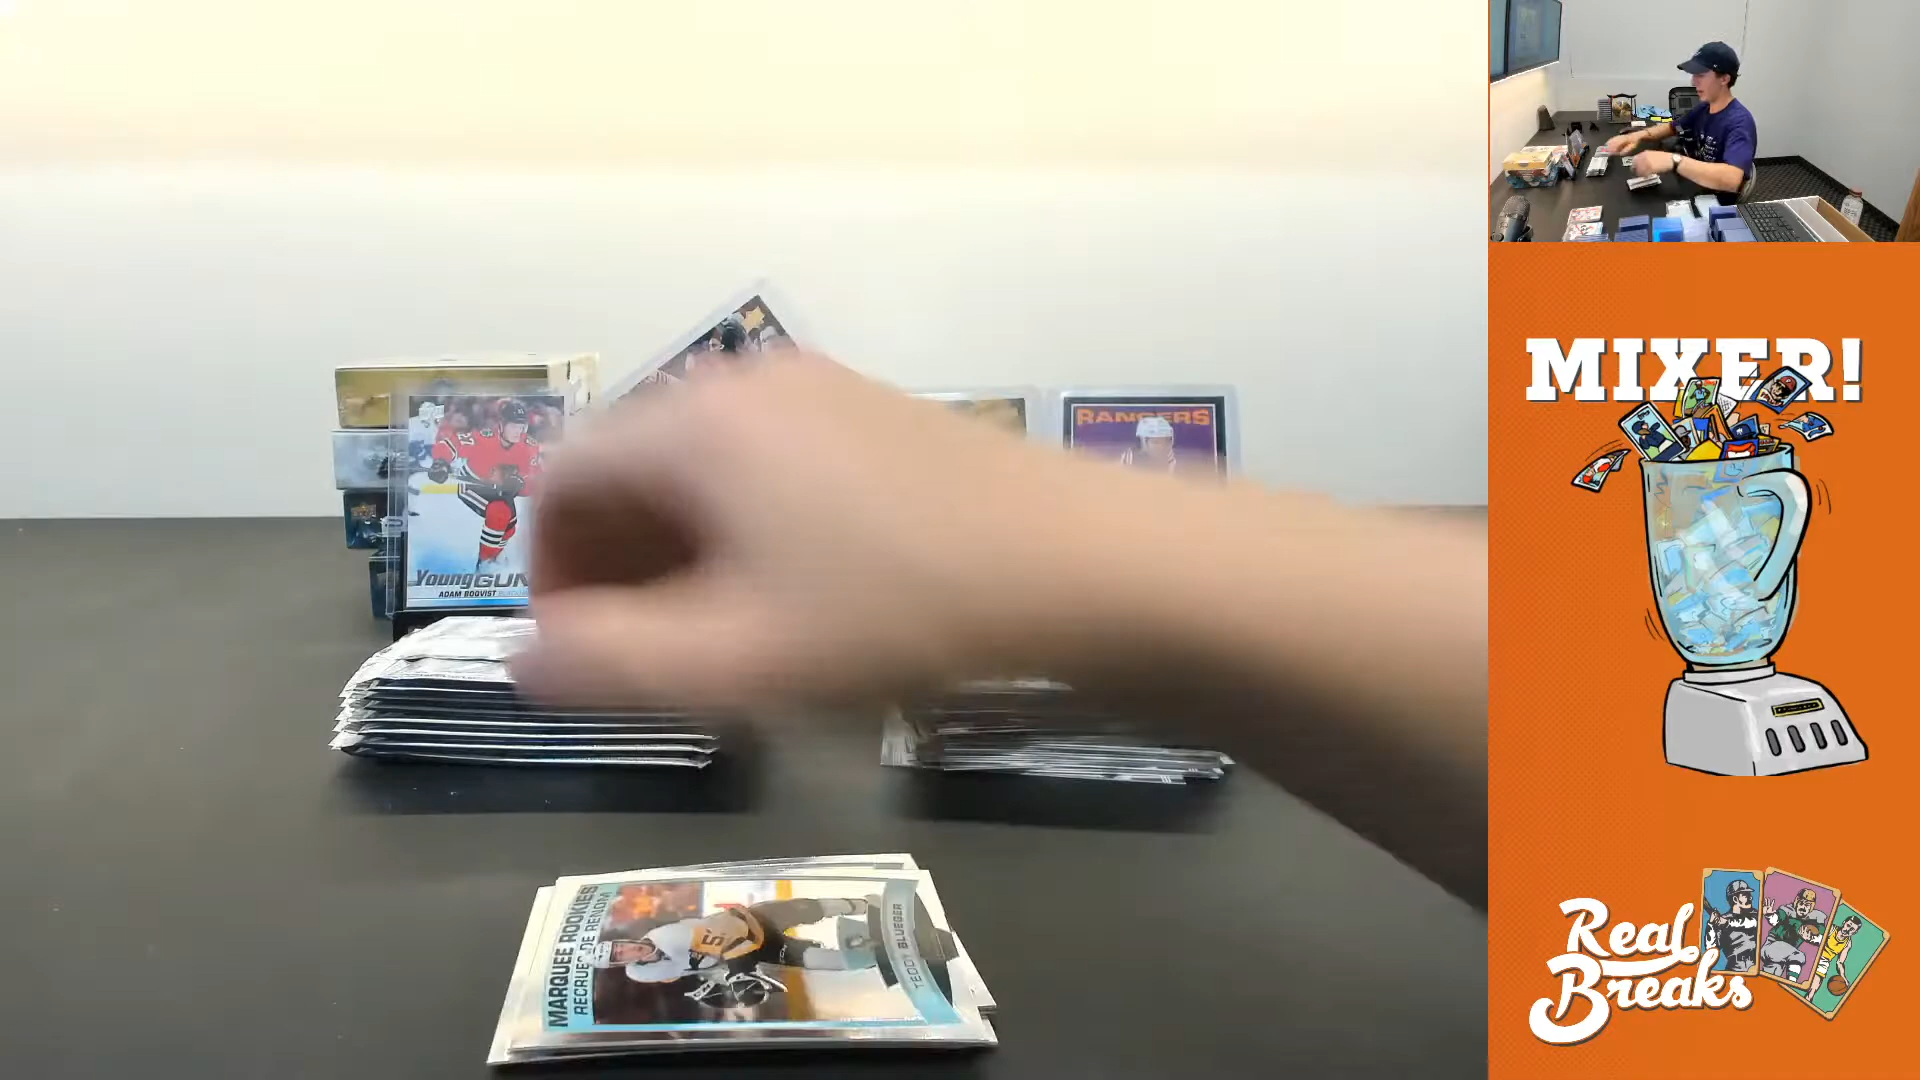 MIXER!
RANGERS
Young GUN
ADAM BOQVIST
MARQUEE ROOKIES
RECRUES DE RENOM
TEDDY BLUEGER
Real
Breaks